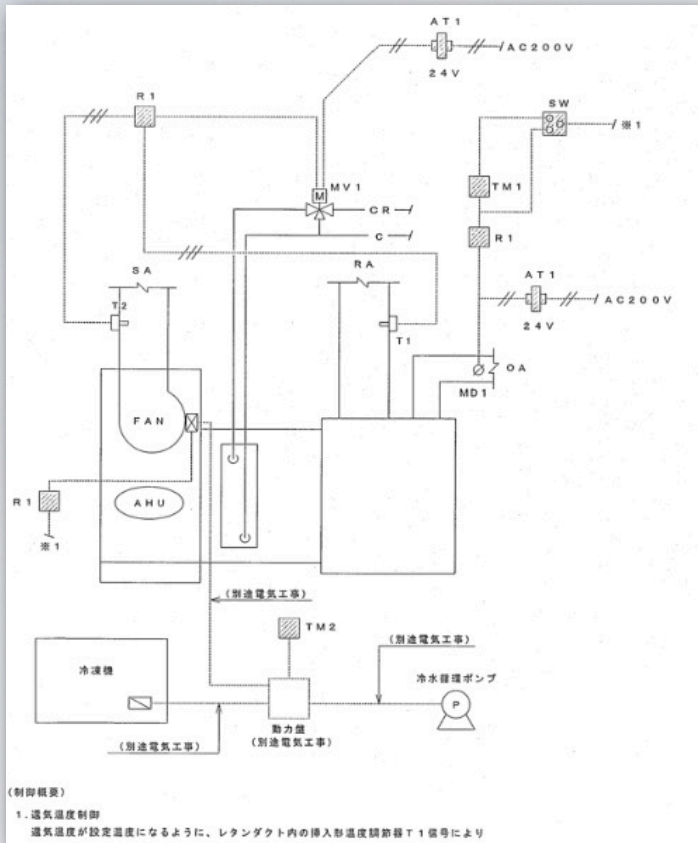 AT1
AC200V
24V
R1
SW
※1
MV1
M
TM1
CR
C
R1
SA
RA
AT1
AC200V
T2
24V
T1
OA
MD1
FAN
R1
AHU
※1
(別途電気工事)
TM2
(別途電気工事)
冷凍機
冷水循環ポンプ
P
動力盤
(別途電気工事)
(別途電気工事)
(制御概要)
1.還気温度制御
還気温度が設定温度になるように、レタンダクト内の挿入形温度調節器T1信号により